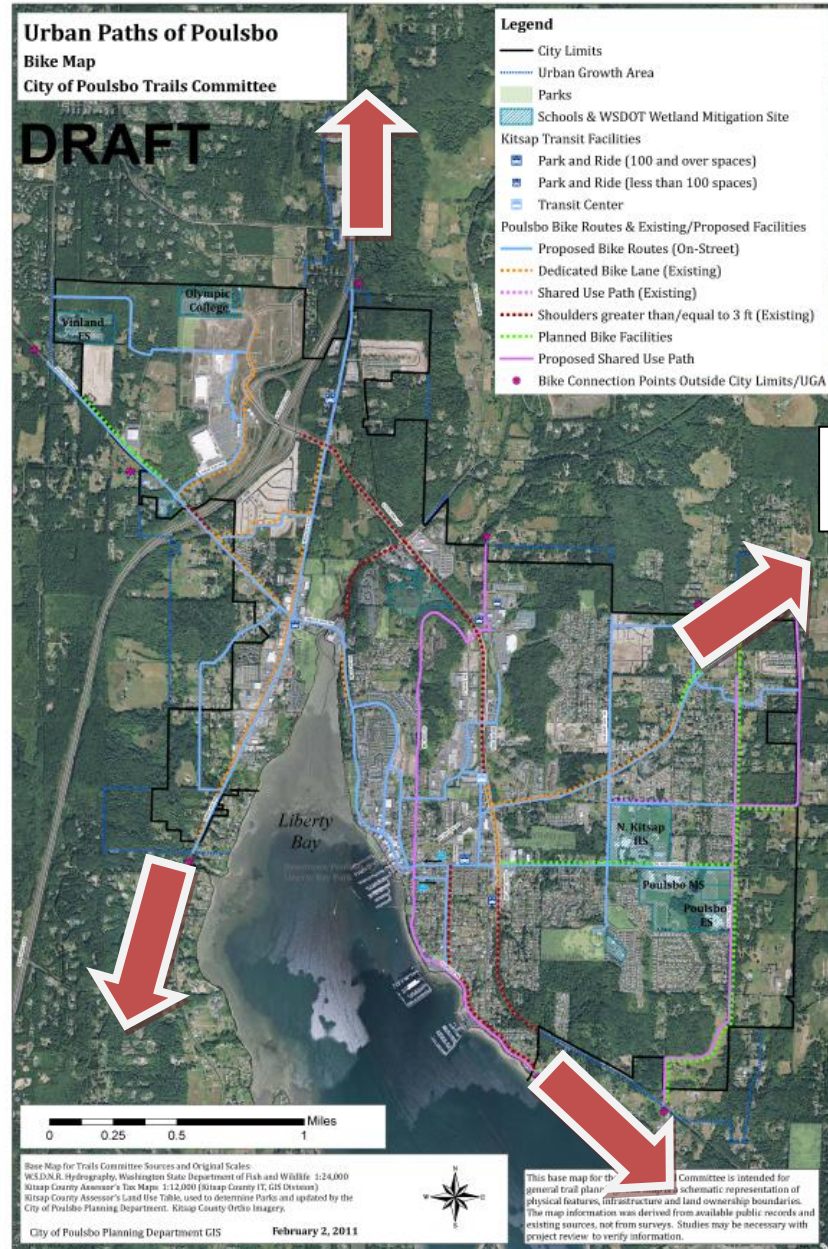 Urban Paths of Poulsbo
Bike Map
City of Poulsbo Trails Committee
DRAFT
Legend
City Limits
Urban Growth Area
Parks
Schools & WSDOT Wetland Mitigation Site
Kitsap Transit Facilities
Park and Ride (100 and over spaces)
Park and Ride (less than 100 spaces)
Transit Center
Poulsbo Bike Routes & Existing/Proposed Facilities
Proposed Bike Routes (On-Street)
Dedicated Bike Lane (Existing)
Shared Use Path (Existing)
Shoulders greater than/equal to 3 ft (Existing)
Planned Bike Facilities
Proposed Shared Use Path
Bike Connection Points Outside City Limits/UGA
Olympic
College
Vinland
ES
Liberty
Bay
N. Kitsap
HS
Poulsbo MS
Poulsbo
ES
Miles
0 0.25 0.5 1
Base Map for Trails Committee Sources and Original Scales:
W.S.D.N.R. Hydrography, Washington State Department of Fish and Wildlife 1:24,000
Kitsap County Assessor's Tax Maps 1:12,000 (Kitsap County IT, GIS Division)
Kitsap County Assessor's Land Use Table, used to determine Parks and updated by the
City of Poulsbo Planning Department. Kitsap County Ortho Imagery.
City of Poulsbo Planning Department GIS February 2, 2011
N
W E
S
This base map for the Committee is intended for
general trail schematic representation of
physical features, infrastructure and land ownership boundaries.
The map information was derived from available public records and
existing sources, not from surveys. Studies may be necessary with
project review to verify information.